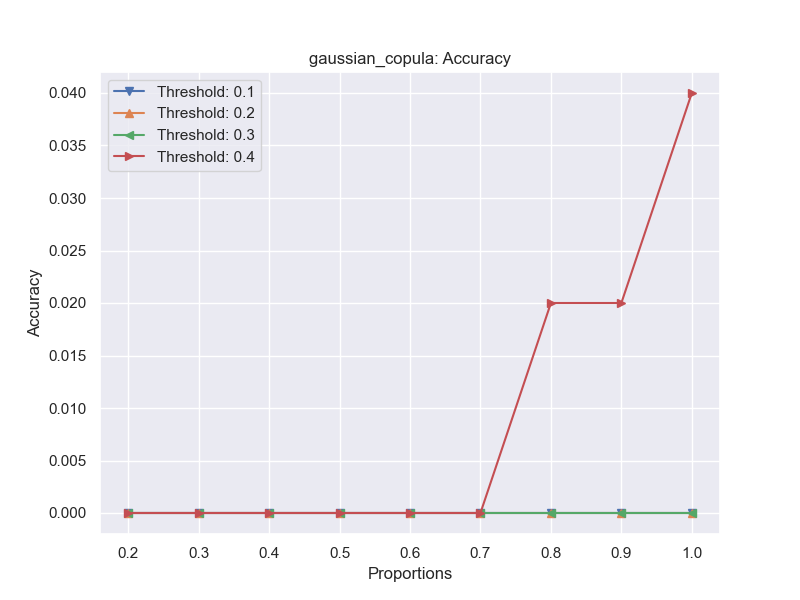 gaussian_copula: Accuracy
Threshold: 0.1
Threshold: 0.2
Threshold: 0.3
Threshold: 0.4
Accuracy
0.040
0.035
0.030
0.025
0.020
0.015
0.010
0.005
0.000
0.2 0.3 0.4 0.5 0.6 0.7 0.8 0.9 1.0
Proportions